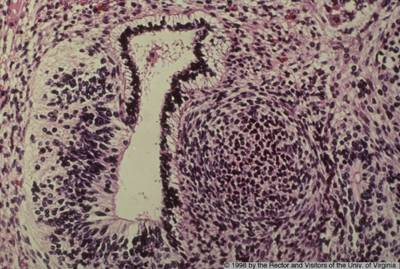 © 1998 by the Rector and Visitors of the Univ. of Virginia